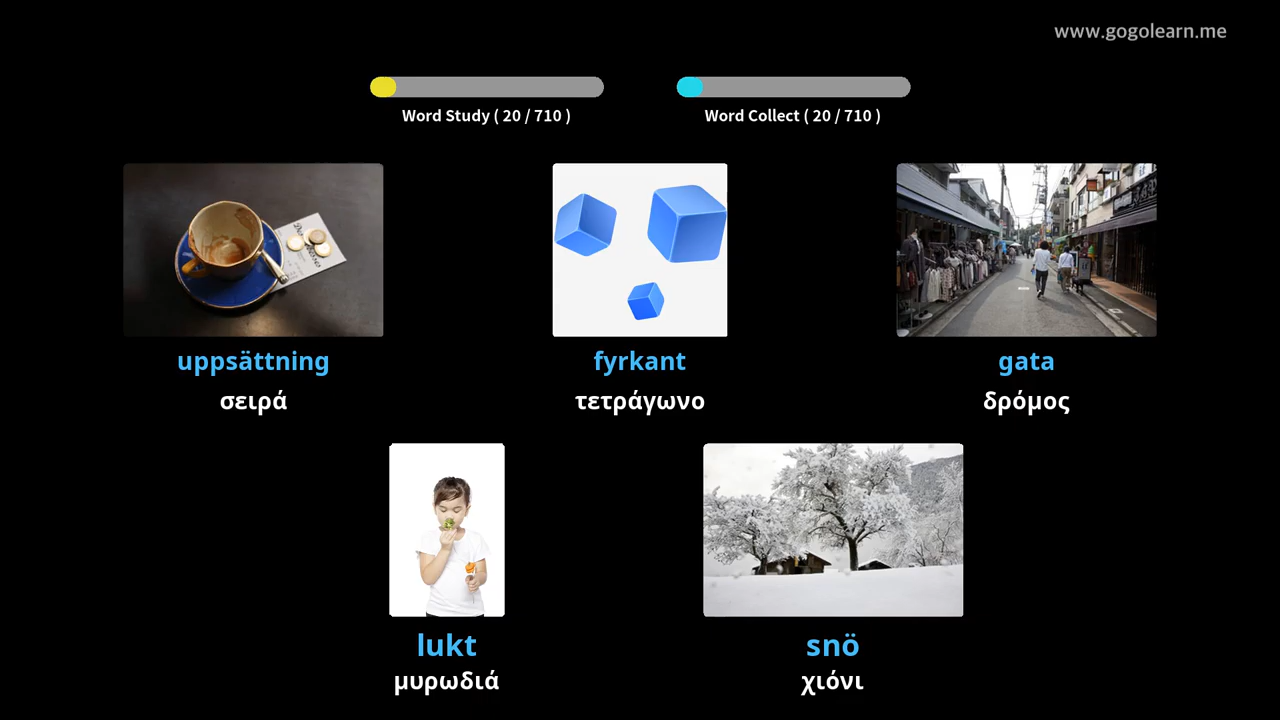 www.gogolearn.me
Word Study ( 20 / 710 )
Word Collect ( 20 / 710 )
uppsättning
σειρά
fyrkant
τετράγωνο
gata
δρόμος
lukt
μυρωδιά
snö
χιόνι